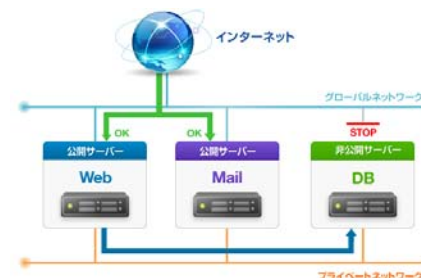 インターネット
グローバルネットワーク
OK
OK
STOP
公開サーバー
Web
公開サーバー
Mail
非公開サーバー
DB
プライベートネットワーク